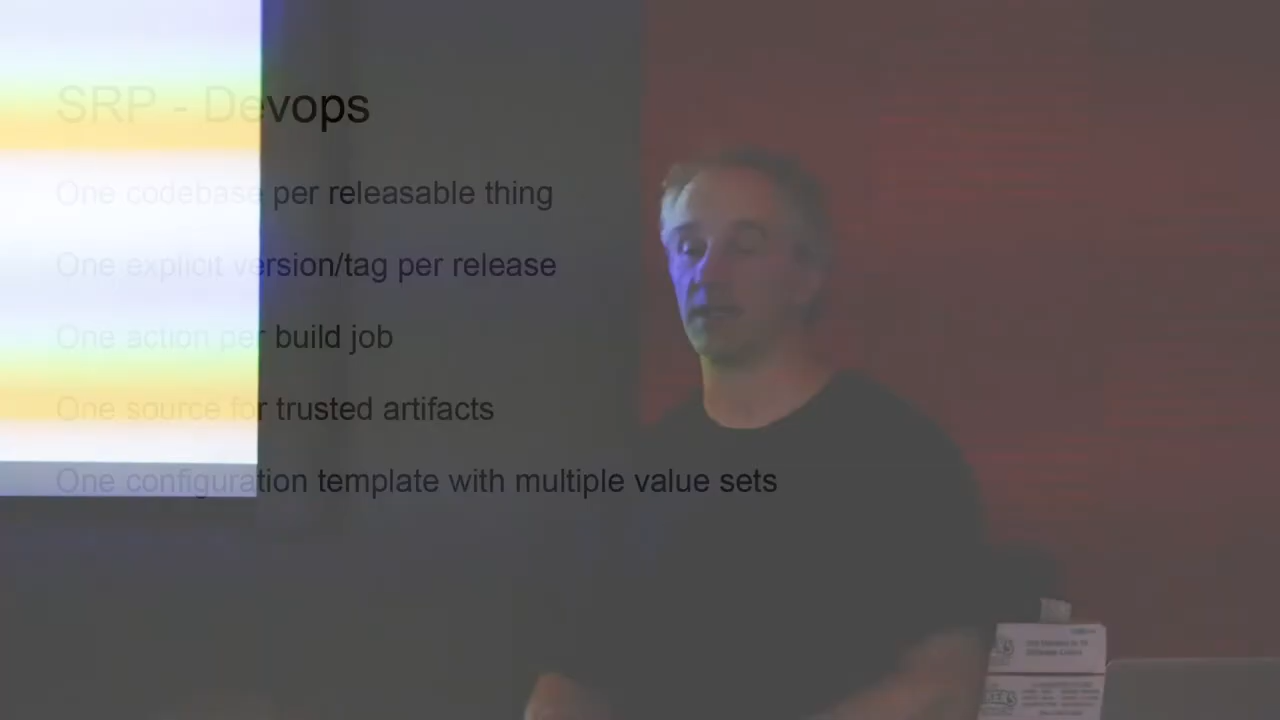 SRP - Devops
One codebase per releasable thing
One explicit version/tag per release
One action per build job
One source for trusted artifacts
One configuration template with multiple value sets